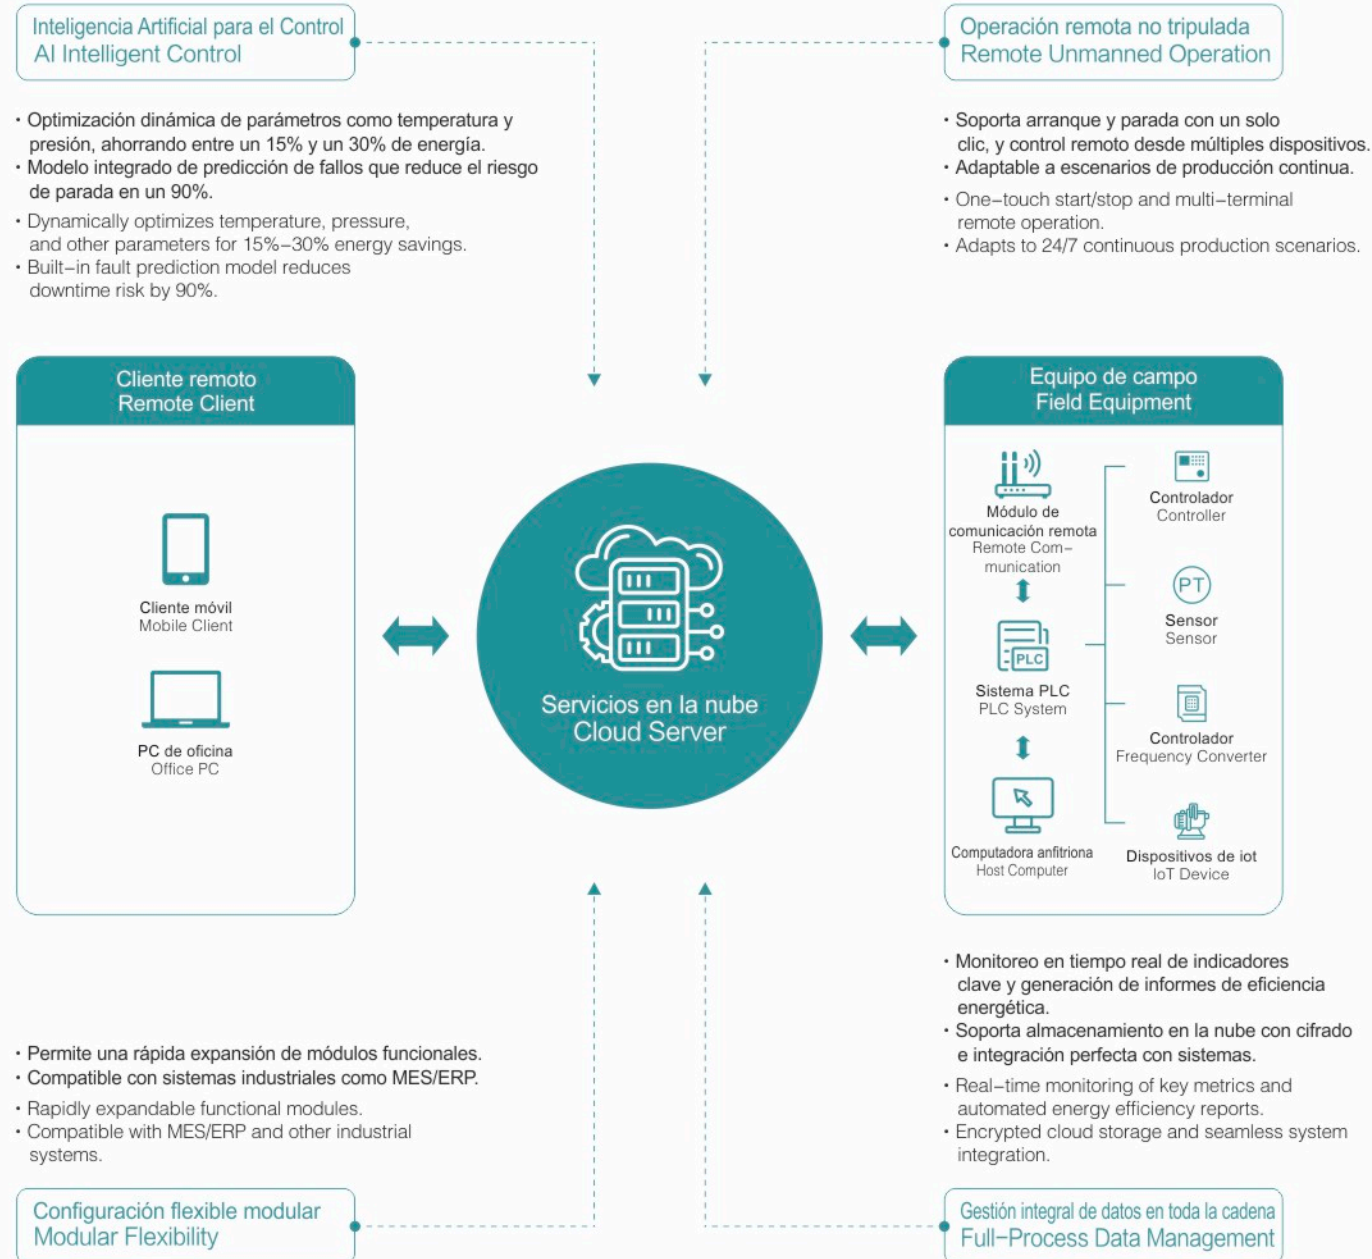 Inteligencia Artificial para el Control
AI Intelligent Control
· Optimización dinámica de parámetros como temperatura y
presión, ahorrando entre un 15% y un 30% de energía.
· Modelo integrado de predicción de fallos que reduce el riesgo
de parada en un 90%.
· Dynamically optimizes temperature, pressure,
and other parameters for 15%–30% energy savings.
· Built–in fault prediction model reduces
downtime risk by 90%.
Operación remota no tripulada
Remote Unmanned Operation
· Soporta arranque y parada con un solo
clic, y control remoto desde múltiples dispositivos.
· Adaptable a escenarios de producción continua.
· One–touch start/stop and multi–terminal
remote operation.
· Adapts to 24/7 continuous production scenarios.
Cliente remoto
Remote Client
Cliente móvil
Mobile Client
PC de oficina
Office PC
Servicios en la nube
Cloud Server
Equipo de campo
Field Equipment
Módulo de
comunicación remota
Remote Com–
munication
PLC
Sistema PLC
PLC System
Computadora anfitriona
Host Computer
Controlador
Controller
PT
Sensor
Sensor
Controlador
Frequency Converter
Dispositivos de iot
IoT Device
· Permite una rápida expansión de módulos funcionales.
· Compatible con sistemas industriales como MES/ERP.
· Rapidly expandable functional modules.
· Compatible with MES/ERP and other industrial
systems.
Configuración flexible modular
Modular Flexibility
· Monitoreo en tiempo real de indicadores
clave y generación de informes de eficiencia
energética.
· Soporta almacenamiento en la nube con cifrado
e integración perfecta con sistemas.
· Real–time monitoring of key metrics and
automated energy efficiency reports.
· Encrypted cloud storage and seamless system
integration.
Gestión integral de datos en toda la cadena
Full–Process Data Management